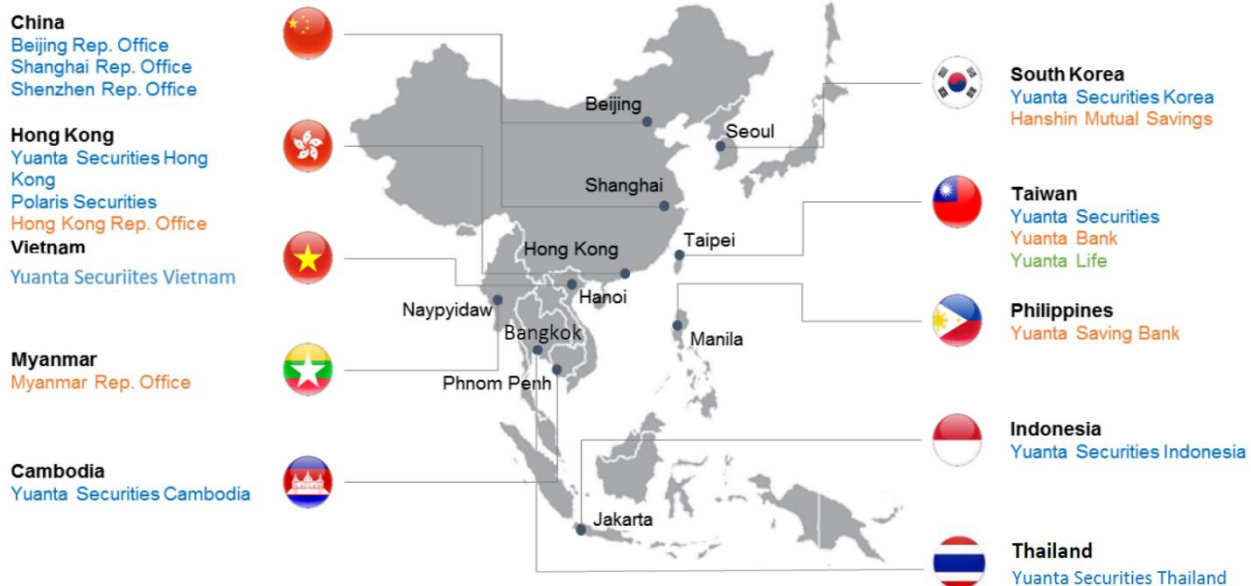 China
Beijing Rep. Office
Shanghai Rep. Office
Shenzhen Rep. Office
Hong Kong
Yuanta Securities Hong
Kong
Polaris Securities
Hong Kong Rep. Office
Vietnam
Yuanta Securiites Vietnam
Myanmar
Myanmar Rep. Office
Cambodia
Yuanta Securities Cambodia
Beijing
Seoul
Shanghai
Taipei
Hong Kong
Hanoi
Naypyidaw
Bangkok
Manila
Phnom Penh
Jakarta
South Korea
Yuanta Securities Korea
Hanshin Mutual Savings
Taiwan
Yuanta Securities
Yuanta Bank
Yuanta Life
Philippines
Yuanta Saving Bank
Indonesia
Yuanta Securities Indonesia
Thailand
Yuanta Securities Thailand